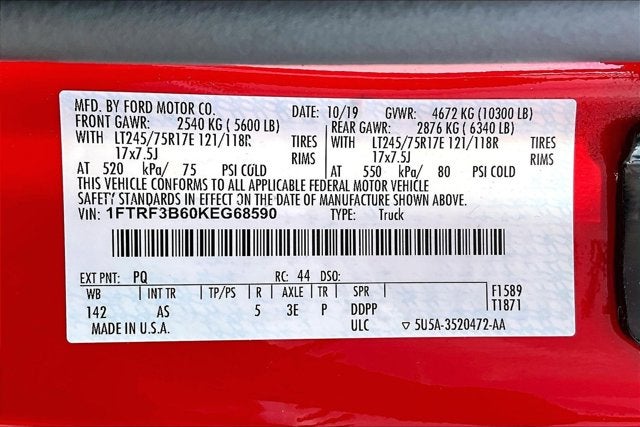 MFD. BY FORD MOTOR CO. DATE: 10/19 GVWR: 4672 KG (10300 LB)
FRONT GAWR: 2540 KG ( 5600 LB) REAR GAWR: 2876 KG ( 6340 LB)
WITH LT245/75R17E 121/118R TIRES WITH LT245/75R17E 121/118R TIRES
17x7.5J RIMS 17x7.5J RIMS
AT 520 kPa/ 75 PSI COLD AT 550 kPa/ 80 PSI COLD
THIS VEHICLE CONFORMS TO ALL APPLICABLE FEDERAL MOTOR VEHICLE
SAFETY STANDARDS IN EFFECT ON THE DATE OF MANUFACTURE SHOWN ABOVE.
VIN: 1FTRF3B60KEG68590 TYPE: Truck
EXT PNT: PQ RC: 44 DSO:
WB INT TR TP/PS R AXLE TR SPR F1589
142 AS 5 3E P DDPP T1871
MADE IN U.S.A. ULC ▽ 5U5A-3520472-AA